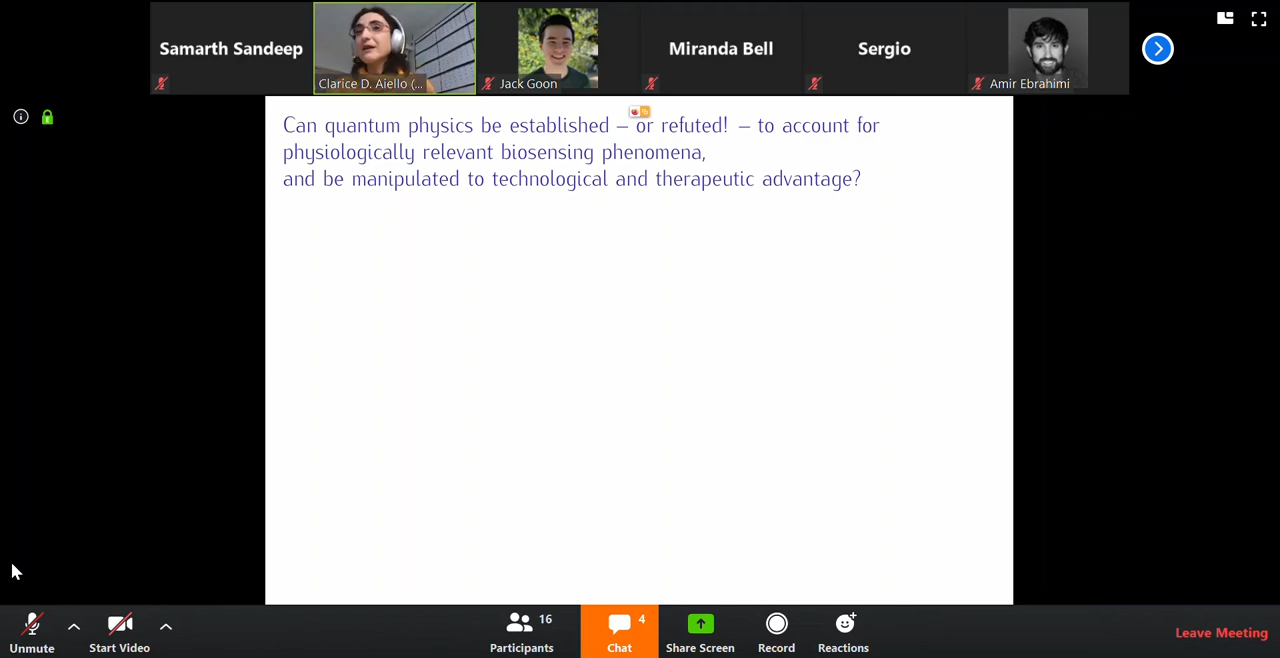 Samarth Sandeep
Clarice D. Aiello (...
Jack Goon
Miranda Bell
Sergio
Amir Ebrahimi
Can quantum physics be established – or refuted! – to account for
physiologically relevant biosensing phenomena,
and be manipulated to technological and therapeutic advantage?
Unmute
Start Video
16
Participants
4
Chat
Share Screen
Record
Reactions
Leave Meeting